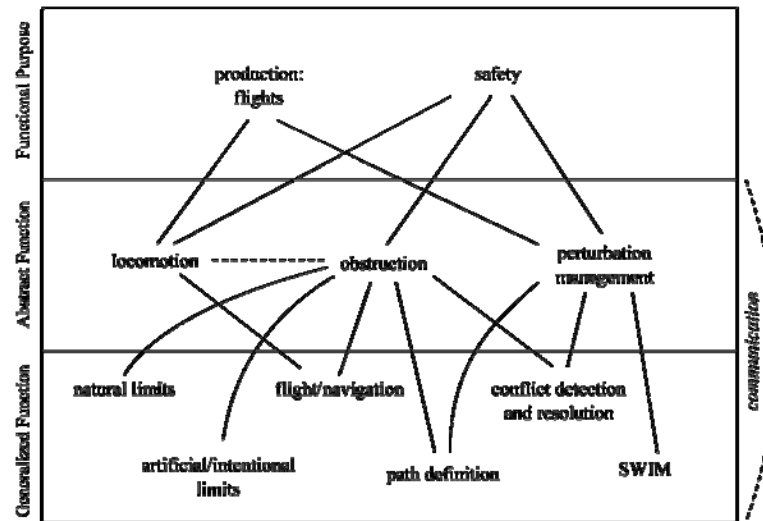 Functional Purpose
production:
flights
safety
Abstract Function
locomotion
obstruction
perturbation
management
communication
Generalized Function
natural limits
flight/navigation
conflict detection
and resolution
artificial/intentional
limits
path definition
SWIM